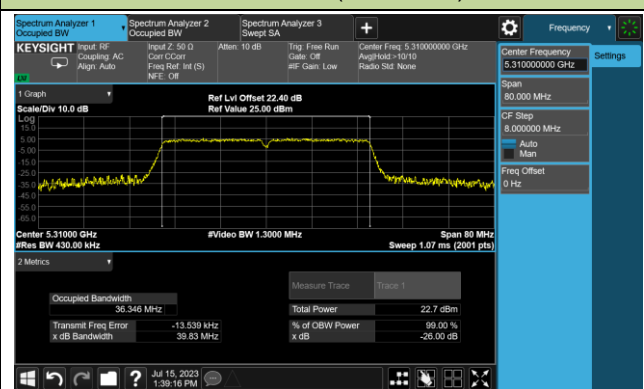 Spectrum Analyzer 1
Occupied BW
Spectrum Analyzer 2
Occupied BW
Spectrum Analyzer 3
Swept SA
+
Frequency
KEYSIGHT
Input: RF
Coupling: AC
Align: Auto
Input Z: 50 Ω
Corr CCorr
Freq Ref: Int (S)
NFE: Off
Atten: 10 dB
Trig: Free Run
Gate: Off
#IF Gain: Low
Center Freq: 5.310000000 GHz
Avg|Hold:>10/10
Radio Std: None
Center Frequency
5.310000000 GHz
Settings
Span
80.000 MHz
CF Step
8.000000 MHz
Auto
Man
Freq Offset
0 Hz
1 Graph
Scale/Div 10.0 dB
Ref Lvl Offset 22.40 dB
Ref Value 25.00 dBm
Log
15.0
5.00
-5.00
-15.0
-25.0
-35.0
-45.0
-55.0
-65.0
Center 5.31000 GHz
#Video BW 1.3000 MHz
Span 80 MHz
#Res BW 430.00 kHz
Sweep 1.07 ms (2001 pts)
2 Metrics
Measure Trace
Trace 1
Occupied Bandwidth
36.346 MHz
Total Power
22.7 dBm
Transmit Freq Error
-13.539 kHz
% of OBW Power
99.00 %
x dB Bandwidth
39.83 MHz
x dB
-26.00 dB
?
Jul 15, 2023
1:39:16 PM